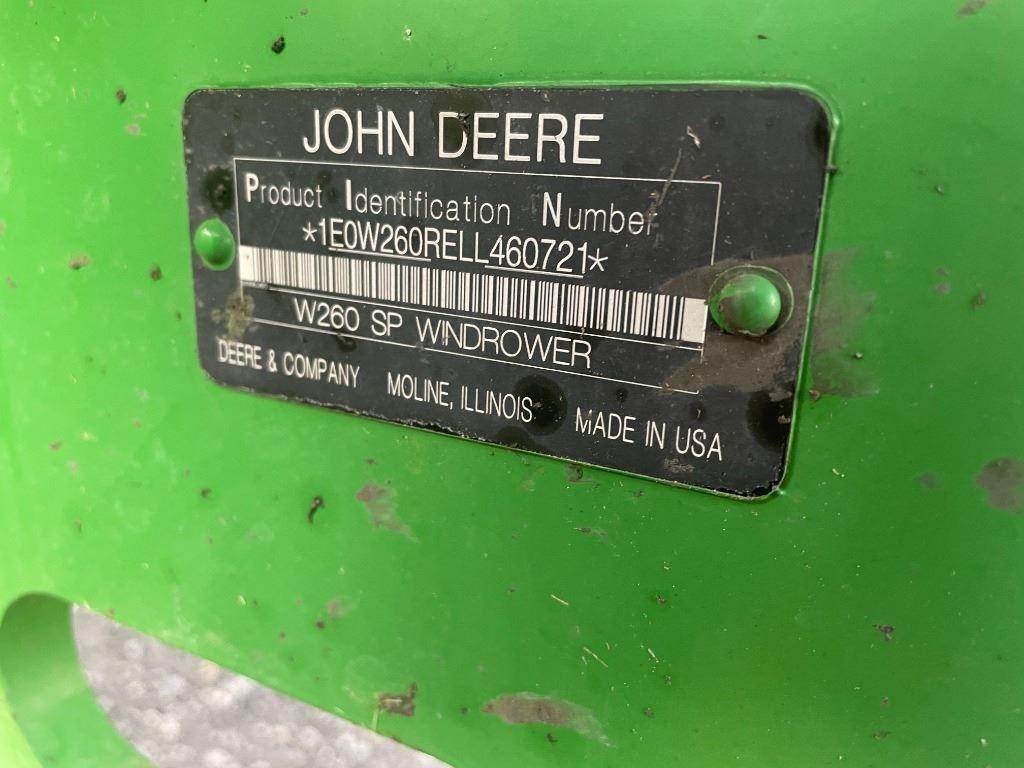 JOHN DEERE
Product Identification Number
*1E0W260RELL460721*
W260 SP WINDROWER
DEERE & COMPANY MOLINE, ILLINOIS MADE IN USA